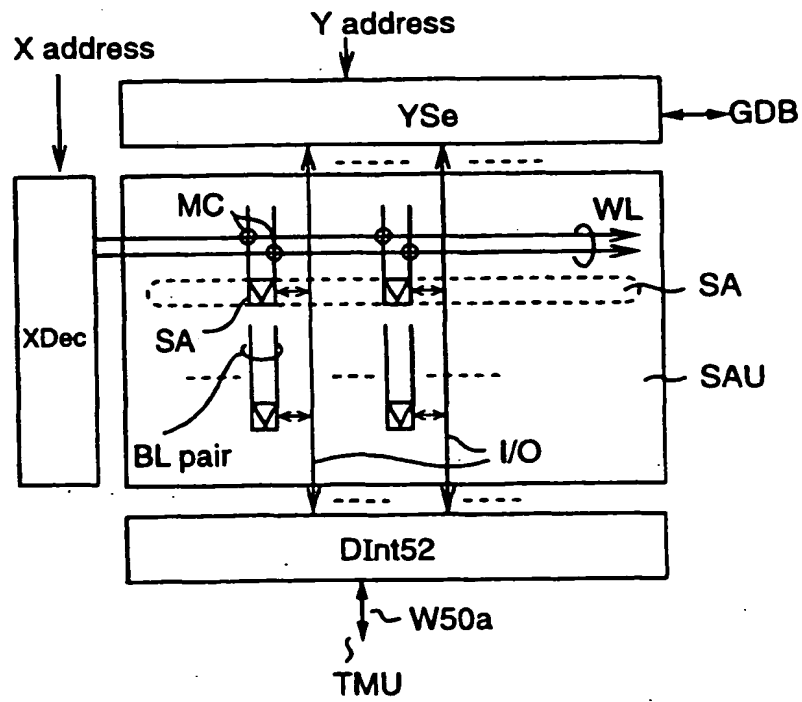 Y address
X address
YSe
GDB
MC
WL
SA
XDec
SA
SAU
BL pair
I/O
DInt52
W50a
TMU